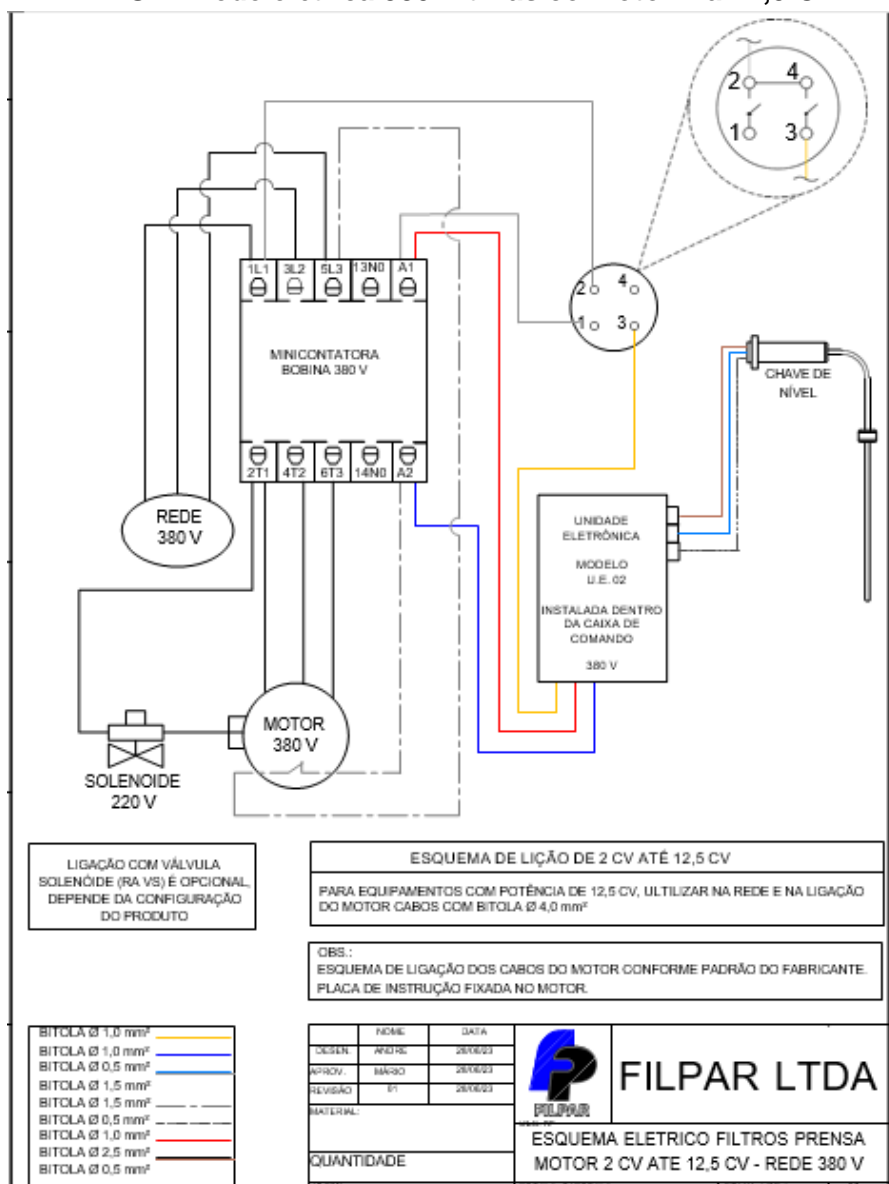 2 4
1 3
1L1 3L2 5L3 13N0 A1
2 4
1 3
MINICONTATORA
BOBINA 380 V
CHAVE DE
NÍVEL
2T1 4T2 6T3 14N0 A2
REDE
380 V
UNIDADE
ELETRÔNICA
MODELO
U.E. 02
INSTALADA DENTRO
DA CAIXA DE
COMANDO
380 V
MOTOR
380 V
SOLENOIDE
220 V
LIGAÇÃO COM VÁLVULA
SOLENÓIDE (RA VS) É OPCIONAL,
DEPENDE DA CONFIGURAÇÃO
DO PRODUTO
ESQUEMA DE LIÇÃO DE 2 CV ATÉ 12,5 CV
PARA EQUIPAMENTOS COM POTÊNCIA DE 12,5 CV, ULTILIZAR NA REDE E NA LIGAÇÃO
DO MOTOR CABOS COM BITOLA Ø 4,0 mm²
OBS.:
ESQUEMA DE LIGAÇÃO DOS CABOS DO MOTOR CONFORME PADRÃO DO FABRICANTE.
PLACA DE INSTRUÇÃO FIXADA NO MOTOR.
BITOLA Ø 1,0 mm²
BITOLA Ø 1,0 mm²
BITOLA Ø 0,5 mm²
BITOLA Ø 1,5 mm²
BITOLA Ø 1,5 mm²
BITOLA Ø 0,5 mm²
BITOLA Ø 1,0 mm²
BITOLA Ø 2,5 mm²
BITOLA Ø 0,5 mm²
NOME DATA
DESEN. ANDRE 28/06/23
APROV. MÁRIO 28/06/23
REVISÃO 01 28/06/23
MATERIAL:
QUANTIDADE
FILPAR
FILPAR LTDA
ESQUEMA ELETRICO FILTROS PRENSA
MOTOR 2 CV ATE 12,5 CV - REDE 380 V